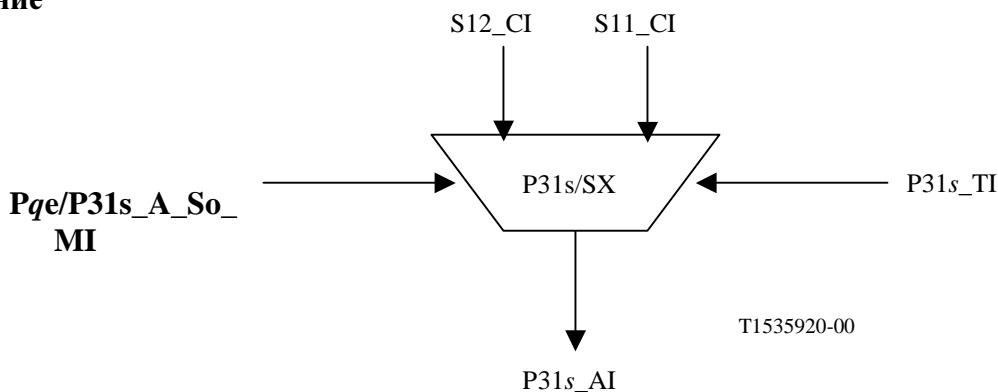 ние
S12_CI S11_CI
P31s/SX
P31s_TI
Pqe/P31s_A_So_
MI
T1535920-00
P31s_AI